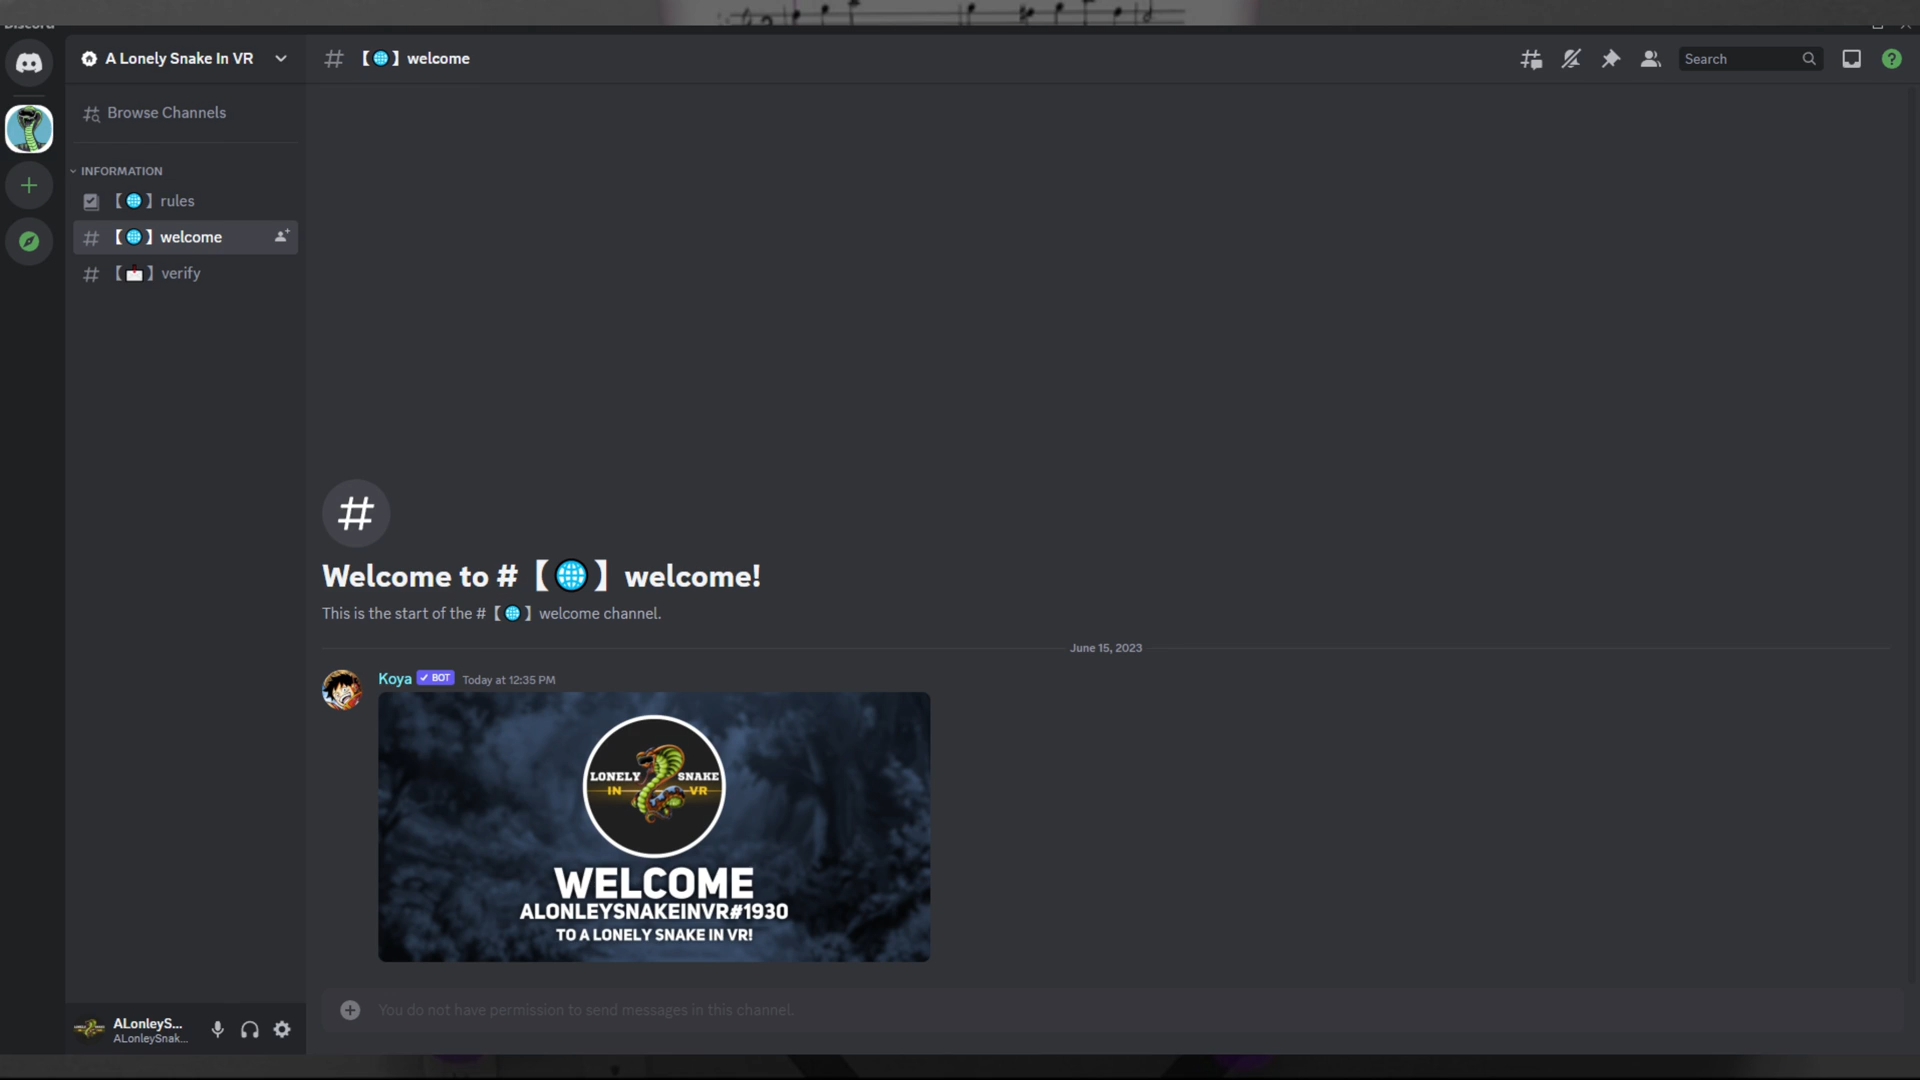 Discord
A Lonely Snake In VR
# 【🌐】welcome
Search
Browse Channels
INFORMATION
【🌐】rules
# 【🌐】welcome
# 【📩】verify
#
Welcome to #【🌐】welcome!
This is the start of the #【🌐】welcome channel.
June 15, 2023
Koya ✓ BOT Today at 12:35 PM
LONELY SNAKE
IN VR
WELCOME
ALONLEYSNAKEINVR#1930
TO A LONELY SNAKE IN VR!
You do not have permission to send messages in this channel.
ALonleyS...
ALonleySnak...